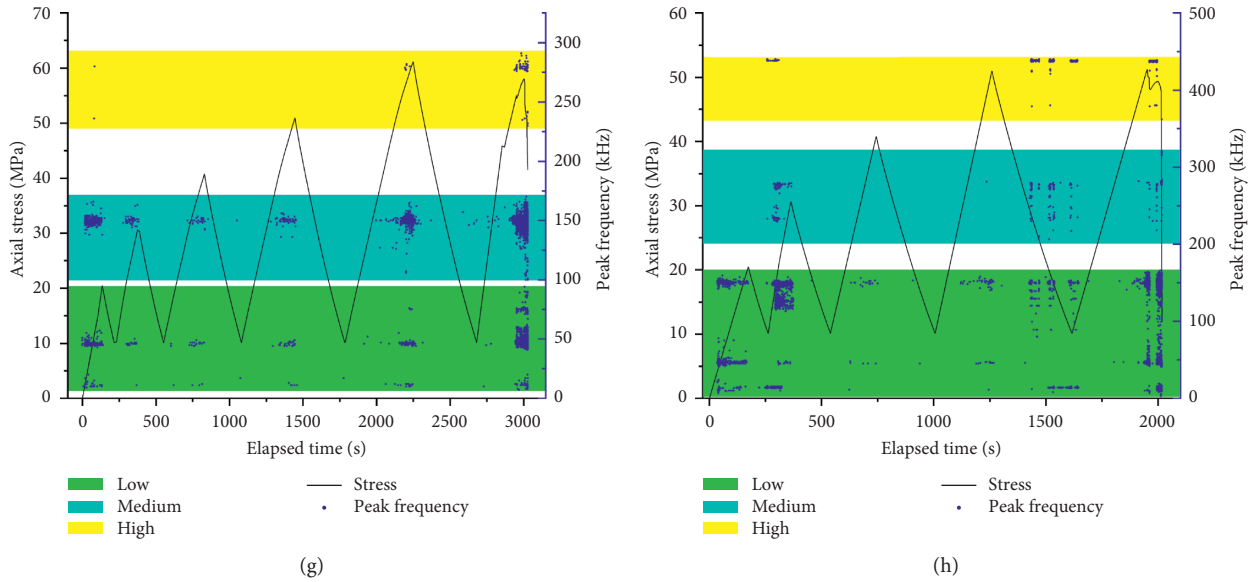 70
60
50
40
30
20
10
0
Axial stress (MPa)
300
250
200
150
100
50
0
Peak frequency (kHz)
0 500 1000 1500 2000 2500 3000
Elapsed time (s)
Low
Medium
High
Stress
Peak frequency
(g)
60
50
40
30
20
10
0
Axial stress (MPa)
500
400
300
200
100
0
Peak frequency (kHz)
0 500 1000 1500 2000
Elapsed time (s)
Low
Medium
High
Stress
Peak frequency
(h)